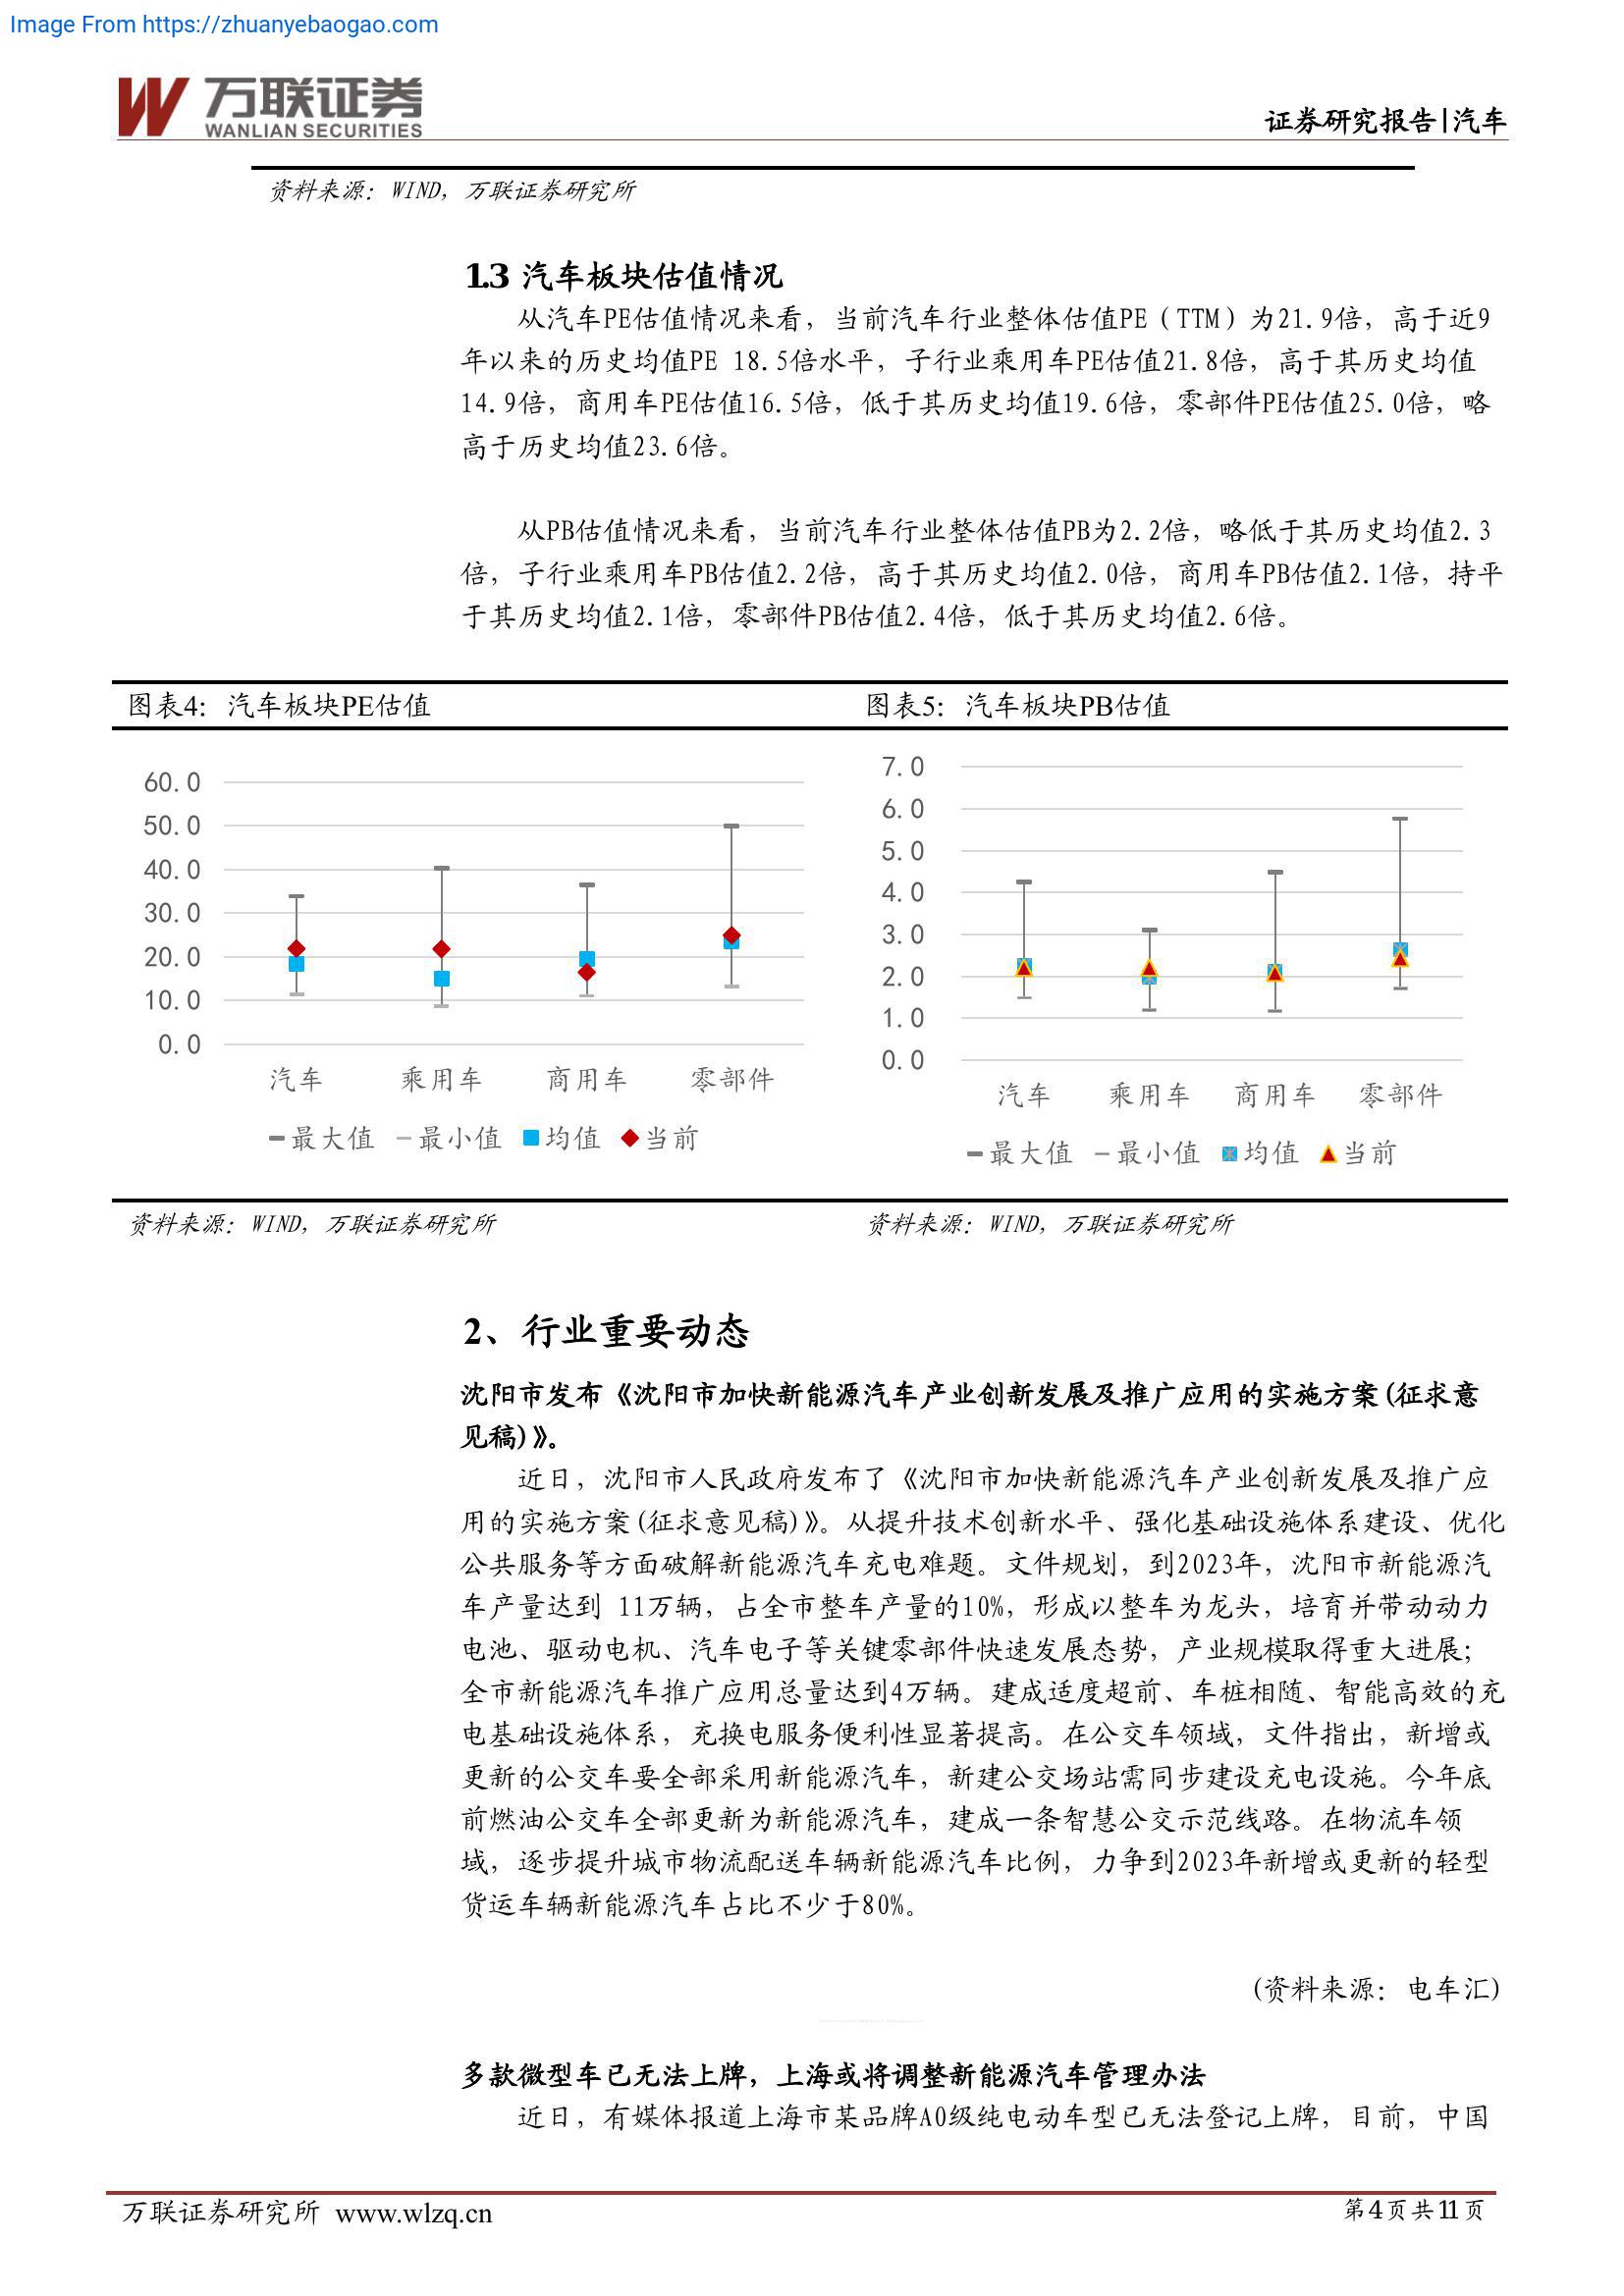 Image From https://zhuanyebaogao.com
万联证券
WANLIAN SECURITIES
证券研究报告|汽车
资料来源：WIND，万联证券研究所
1.3 汽车板块估值情况
从汽车PE估值情况来看，当前汽车行业整体估值PE（TTM）为21.9倍，高于近9
年以来的历史均值PE 18.5倍水平，子行业乘用车PE估值21.8倍，高于其历史均值
14.9倍，商用车PE估值16.5倍，低于其历史均值19.6倍，零部件PE估值25.0倍，略
高于历史均值23.6倍。
从PB估值情况来看，当前汽车行业整体估值PB为2.2倍，略低于其历史均值2.3
倍，子行业乘用车PB估值2.2倍，高于其历史均值2.0倍，商用车PB估值2.1倍，持平
于其历史均值2.1倍，零部件PB估值2.4倍，低于其历史均值2.6倍。
图表4：汽车板块PE估值
60.0
50.0
40.0
30.0
20.0
10.0
0.0
汽车 乘用车 商用车 零部件
最大值 最小值 均值 当前
资料来源：WIND，万联证券研究所
图表5：汽车板块PB估值
7.0
6.0
5.0
4.0
3.0
2.0
1.0
0.0
汽车 乘用车 商用车 零部件
最大值 最小值 均值 当前
资料来源：WIND，万联证券研究所
2、行业重要动态
沈阳市发布《沈阳市加快新能源汽车产业创新发展及推广应用的实施方案(征求意
见稿)》。
近日，沈阳市人民政府发布了《沈阳市加快新能源汽车产业创新发展及推广应
用的实施方案(征求意见稿)》。从提升技术创新水平、强化基础设施体系建设、优化
公共服务等方面破解新能源汽车充电难题。文件规划，到2023年，沈阳市新能源汽
车产量达到 11万辆，占全市整车产量的10%，形成以整车为龙头，培育并带动动力
电池、驱动电机、汽车电子等关键零部件快速发展态势，产业规模取得重大进展；
全市新能源汽车推广应用总量达到4万辆。建成适度超前、车桩相随、智能高效的充
电基础设施体系，充换电服务便利性显著提高。在公交车领域，文件指出，新增或
更新的公交车要全部采用新能源汽车，新建公交场站需同步建设充电设施。今年底
前燃油公交车全部更新为新能源汽车，建成一条智慧公交示范线路。在物流车领
域，逐步提升城市物流配送车辆新能源汽车比例，力争到2023年新增或更新的轻型
货运车辆新能源汽车占比不少于80%。
(资料来源：电车汇)
多款微型车已无法上牌，上海或将调整新能源汽车管理办法
近日，有媒体报道上海市某品牌A0级纯电动车型已无法登记上牌，目前，中国
万联证券研究所 www.wlzq.cn
第4页共11页